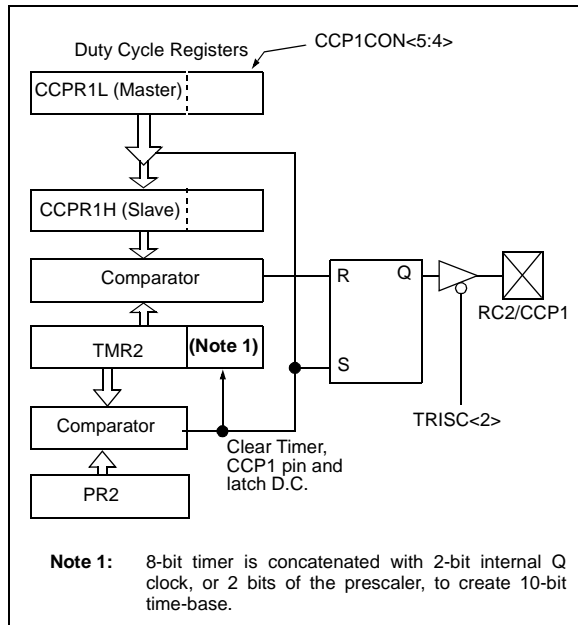 Duty Cycle Registers
CCP1CON<5:4>
CCPR1L (Master)
CCPR1H (Slave)
Comparator
R
Q
RC2/CCP1
TMR2
(Note 1)
S
Comparator
TRISC<2>
Clear Timer,
CCP1 pin and
latch D.C.
PR2
Note 1: 8-bit timer is concatenated with 2-bit internal Q
clock, or 2 bits of the prescaler, to create 10-bit
time-base.